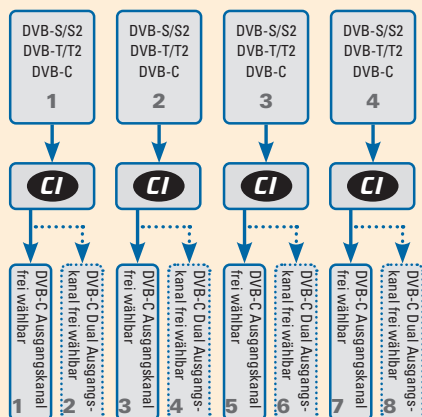 DVB-S/S2
DVB-T/T2
DVB-C
1
DVB-S/S2
DVB-T/T2
DVB-C
2
DVB-S/S2
DVB-T/T2
DVB-C
3
DVB-S/S2
DVB-T/T2
DVB-C
4
CI
CI
CI
CI
DVB-C Ausgangskanal
frei wählbar
1
DVB-C Dual Ausgangs-
kanal frei wählbar
2
DVB-C Ausgangskanal
frei wählbar
3
DVB-C Dual Ausgangs-
kanal frei wählbar
4
DVB-C Ausgangskanal
frei wählbar
5
DVB-C Dual Ausgangs-
kanal frei wählbar
6
DVB-C Ausgangskanal
frei wählbar
7
DVB-C Dual Ausgangs-
kanal frei wählbar
8